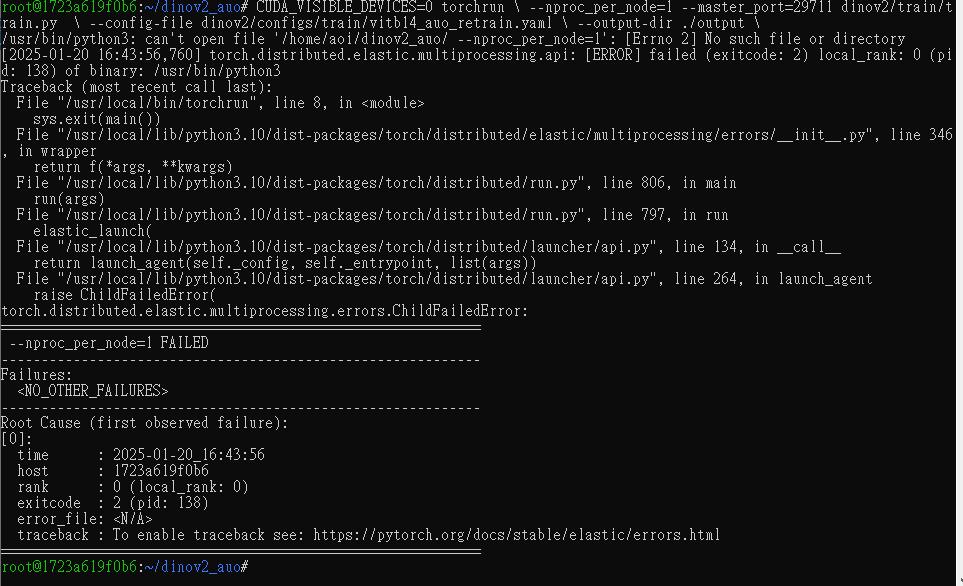 root@1723a619f0b6:~/dinov2_auo# CUDA_VISIBLE_DEVICES=0 torchrun \ --nproc_per_node=1 --master_port=29711 dinov2/train/t
rain.py  \ --config-file dinov2/configs/train/vitb14_auo_retrain.yaml \ --output-dir ./output \
/usr/bin/python3: can't open file '/home/aoi/dinov2_auo/ --nproc_per_node=1': [Errno 2] No such file or directory
[2025-01-20 16:43:56,760] torch.distributed.elastic.multiprocessing.api: [ERROR] failed (exitcode: 2) local_rank: 0 (pi
d: 138) of binary: /usr/bin/python3
Traceback (most recent call last):
  File "/usr/local/bin/torchrun", line 8, in <module>
    sys.exit(main())
  File "/usr/local/lib/python3.10/dist-packages/torch/distributed/elastic/multiprocessing/errors/__init__.py", line 346
, in wrapper
    return f(*args, **kwargs)
  File "/usr/local/lib/python3.10/dist-packages/torch/distributed/run.py", line 806, in main
    run(args)
  File "/usr/local/lib/python3.10/dist-packages/torch/distributed/run.py", line 797, in run
    elastic_launch(
  File "/usr/local/lib/python3.10/dist-packages/torch/distributed/launcher/api.py", line 134, in __call__
    return launch_agent(self._config, self._entrypoint, list(args))
  File "/usr/local/lib/python3.10/dist-packages/torch/distributed/launcher/api.py", line 264, in launch_agent
    raise ChildFailedError(
torch.distributed.elastic.multiprocessing.errors.ChildFailedError:
============================================================
 --nproc_per_node=1 FAILED
------------------------------------------------------------
Failures:
  <NO_OTHER_FAILURES>
------------------------------------------------------------
Root Cause (first observed failure):
[0]:
  time      : 2025-01-20_16:43:56
  host      : 1723a619f0b6
  rank      : 0 (local_rank: 0)
  exitcode  : 2 (pid: 138)
  error_file: <N/A>
  traceback : To enable traceback see: https://pytorch.org/docs/stable/elastic/errors.html
============================================================
root@1723a619f0b6:~/dinov2_auo#